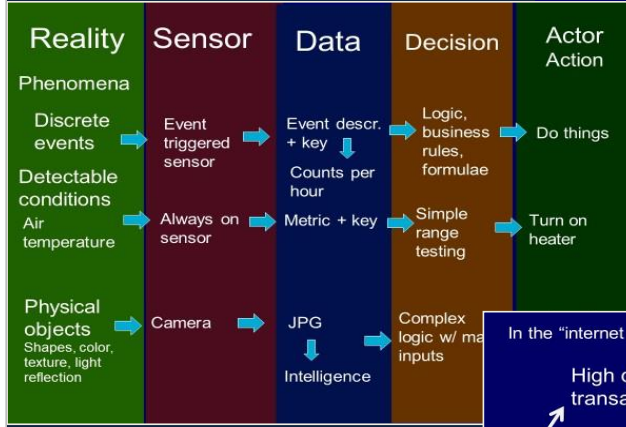 Reality
Sensor
Data
Decision
Actor
Action
Phenomena
Discrete
events
Event
triggered
sensor
Event descr.
+ key
Counts per
hour
Logic,
business
rules,
formulae
Do things
Detectable
conditions
Air
temperature
Always on
sensor
Metric + key
Simple
range
testing
Turn on
heater
Physical
objects
Shapes, color,
texture, light
reflection
Camera
JPG
Intelligence
Complex
logic w/
inputs
In the "internet
High